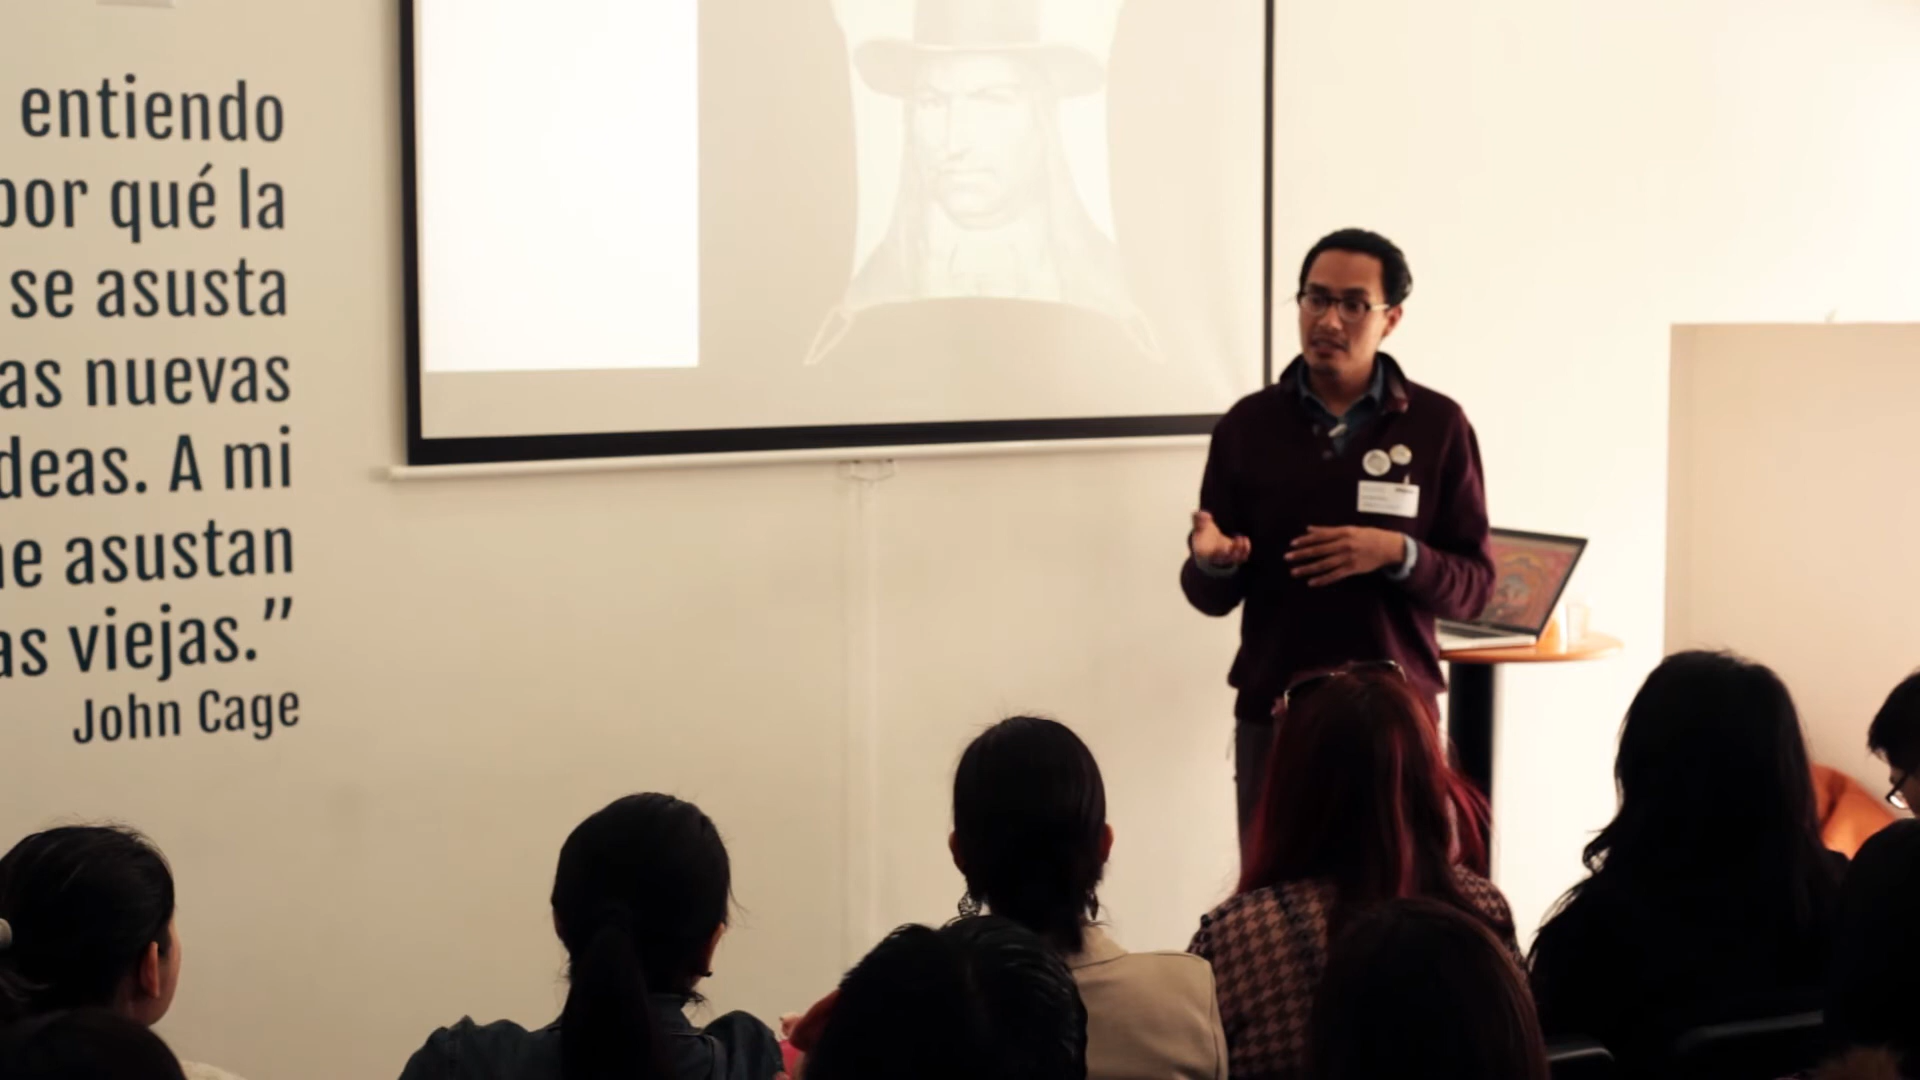 entiendo
por qué la
se asusta
as nuevas
deas. A mi
e asustan
as viejas.”
John Cage